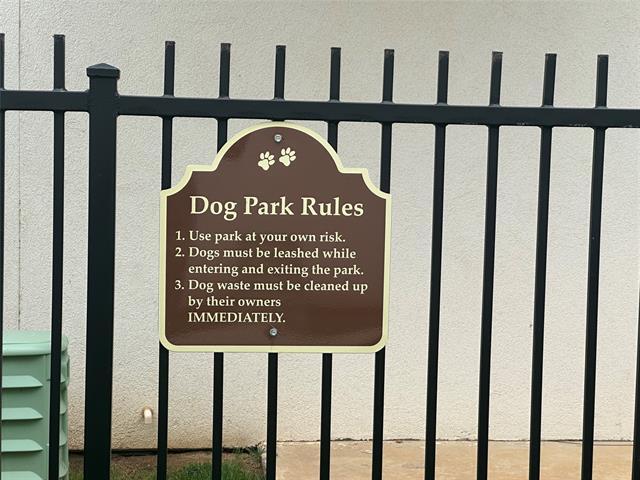 Dog Park Rules
1. Use park at your own risk.
2. Dogs must be leashed while
entering and exiting the park.
3. Dog waste must be cleaned up
by their owners
IMMEDIATELY.